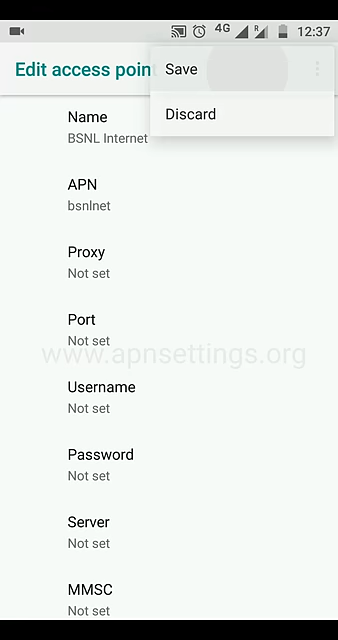 4G R 12:37
Edit access poin
Save
Discard
Name
BSNL Internet
APN
bsnlnet
Proxy
Not set
Port
Not set
www.apnsettings.org
Username
Not set
Password
Not set
Server
Not set
MMSC
Not set